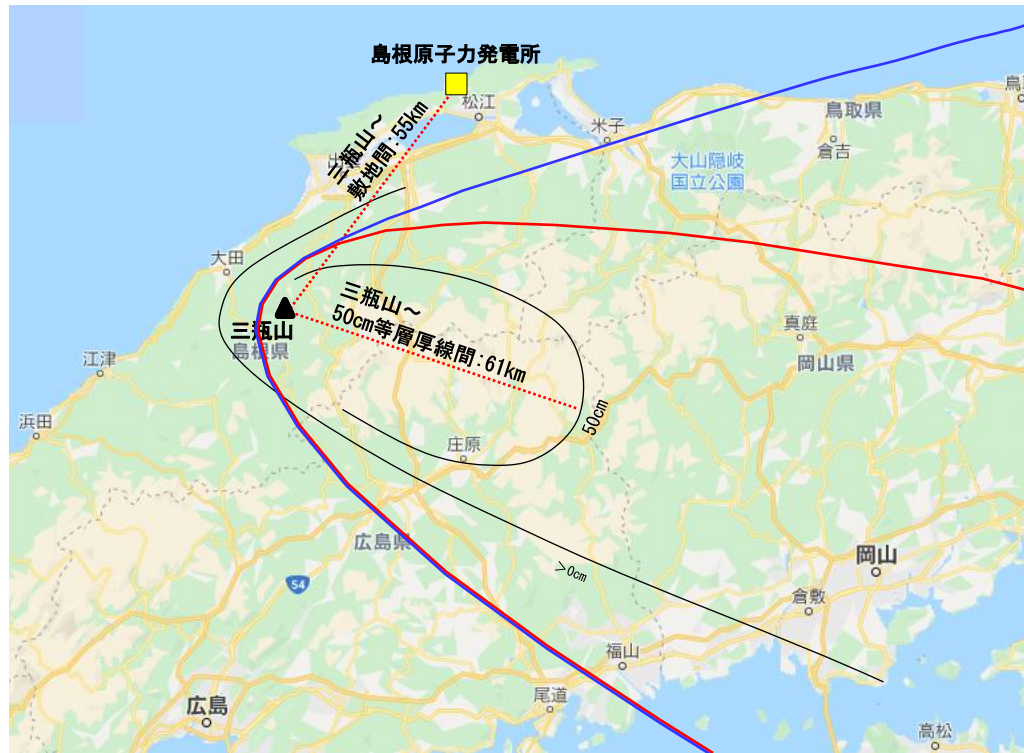 島根原子力発電所
松江
三瓶山~
敷地間:55km
米子
鳥取県
倉吉
大山隠岐
国立公園
大田
三瓶山~
50cm等層厚線間:61km
三瓶山
島根県
真庭
岡山県
江津
浜田
50cm
庄原
広島県
>0cm
岡山
54
倉敷
福山
尾道
広島
高松